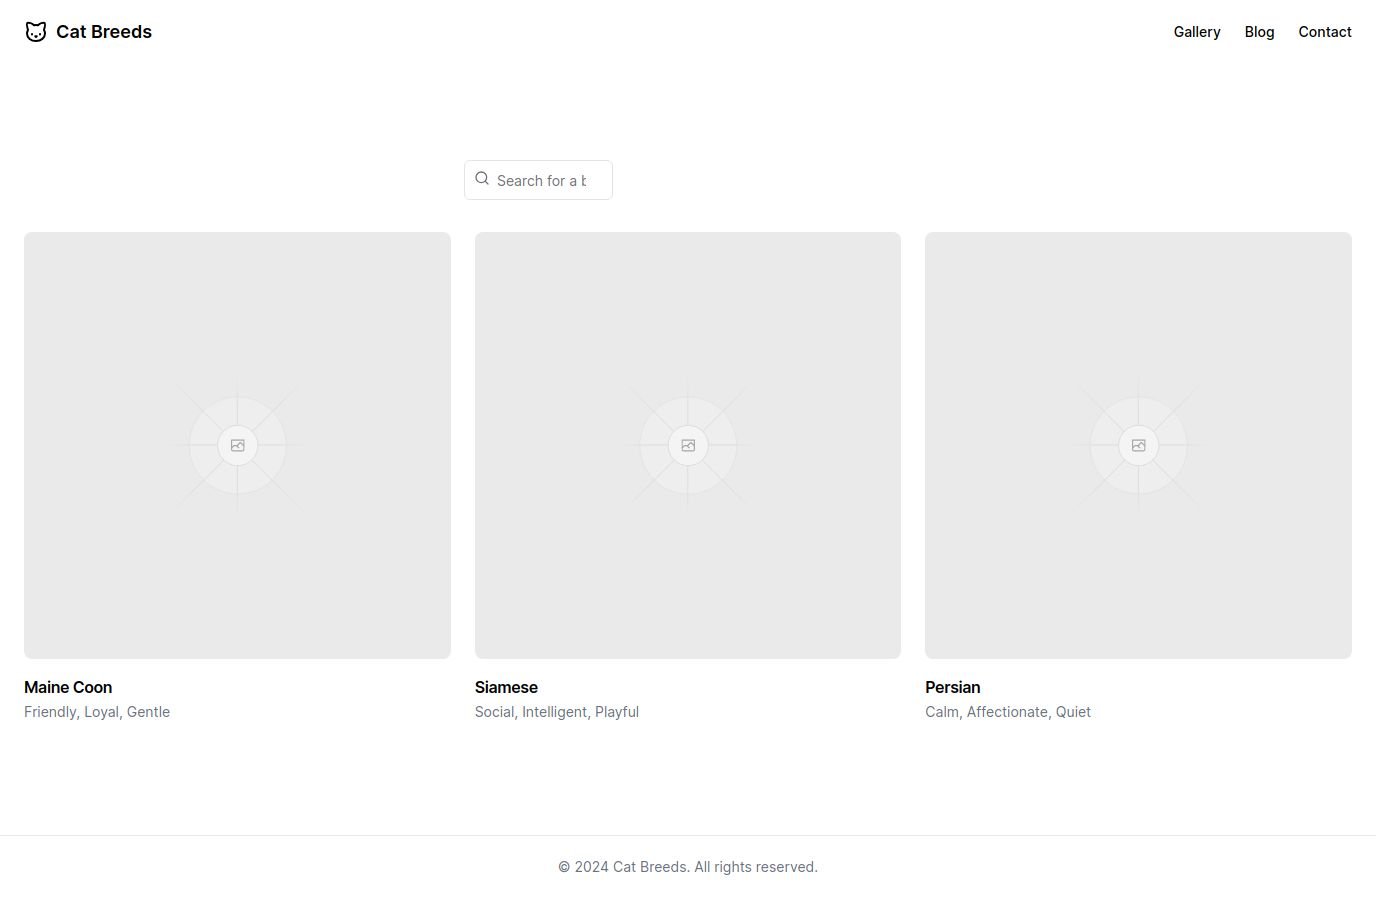 Cat Breeds
Gallery Blog Contact
Search for a b
Maine Coon
Friendly, Loyal, Gentle
Siamese
Social, Intelligent, Playful
Persian
Calm, Affectionate, Quiet
© 2024 Cat Breeds. All rights reserved.